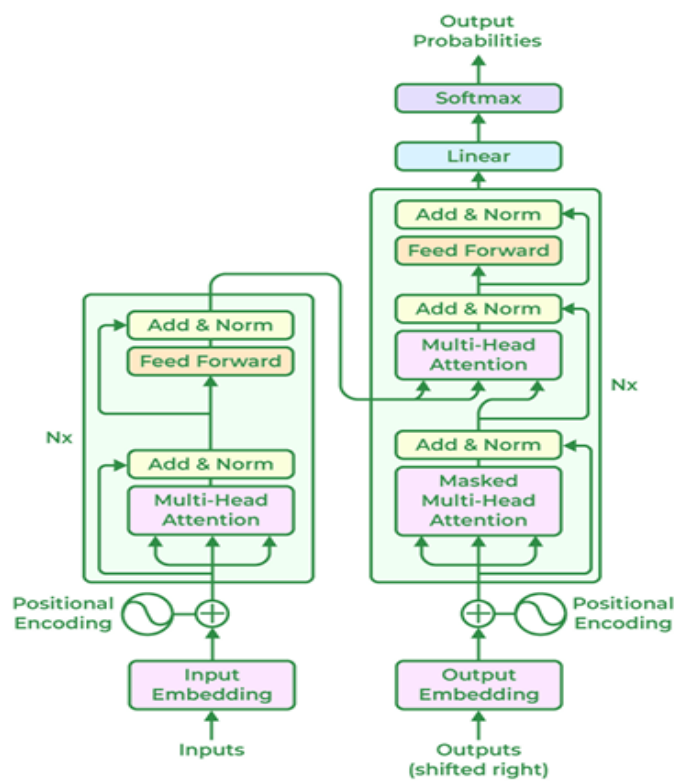 Output
Probabilities
Softmax
Linear
Add & Norm
Feed Forward
Add & Norm
Multi-Head
Attention
Nx
Add & Norm
Masked
Multi-Head
Attention
Add & Norm
Feed Forward
Nx
Add & Norm
Multi-Head
Attention
Positional
Encoding
Positional
Encoding
Input
Embedding
Output
Embedding
Inputs
Outputs
(shifted right)